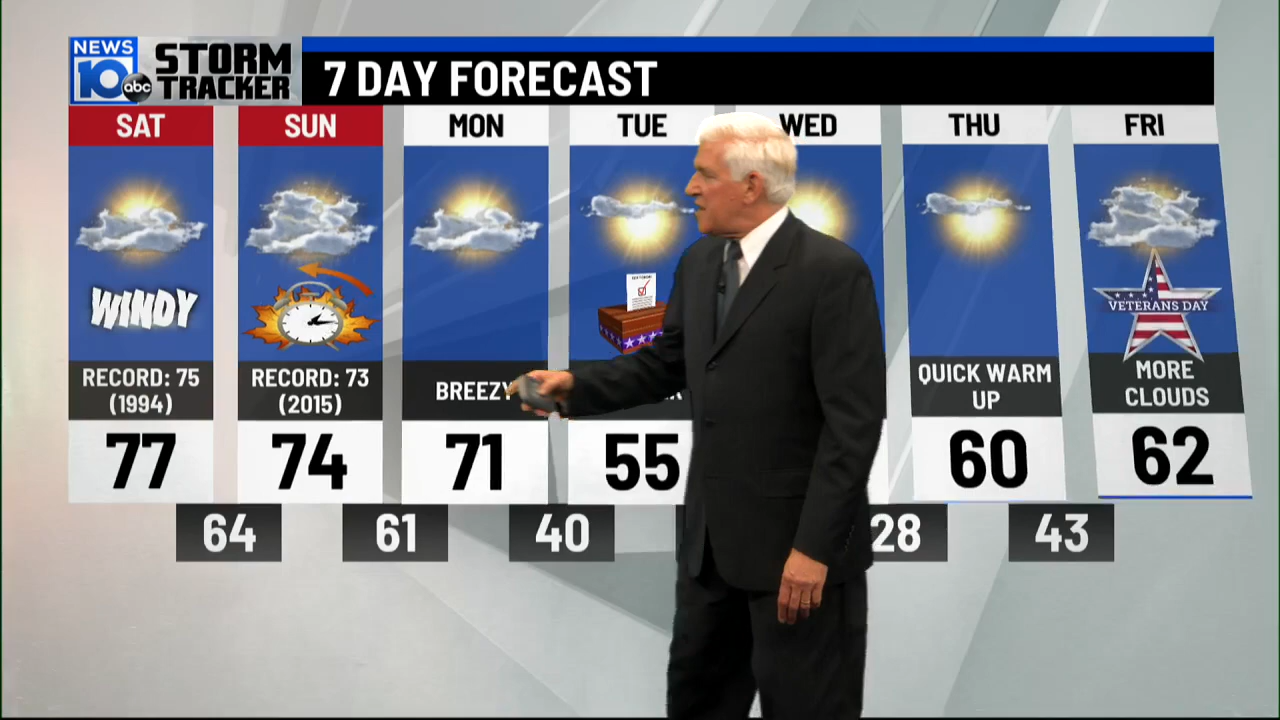 NEWS
10
abc
STORM
TRACKER
7 DAY FORECAST
SAT
SUN
MON
TUE
WED
THU
FRI
WINDY
VETERANS DAY
RECORD: 75
(1994)
RECORD: 73
(2015)
BREEZY
QUICK WARM
UP
MORE
CLOUDS
77
74
71
55
60
62
64
61
40
28
43